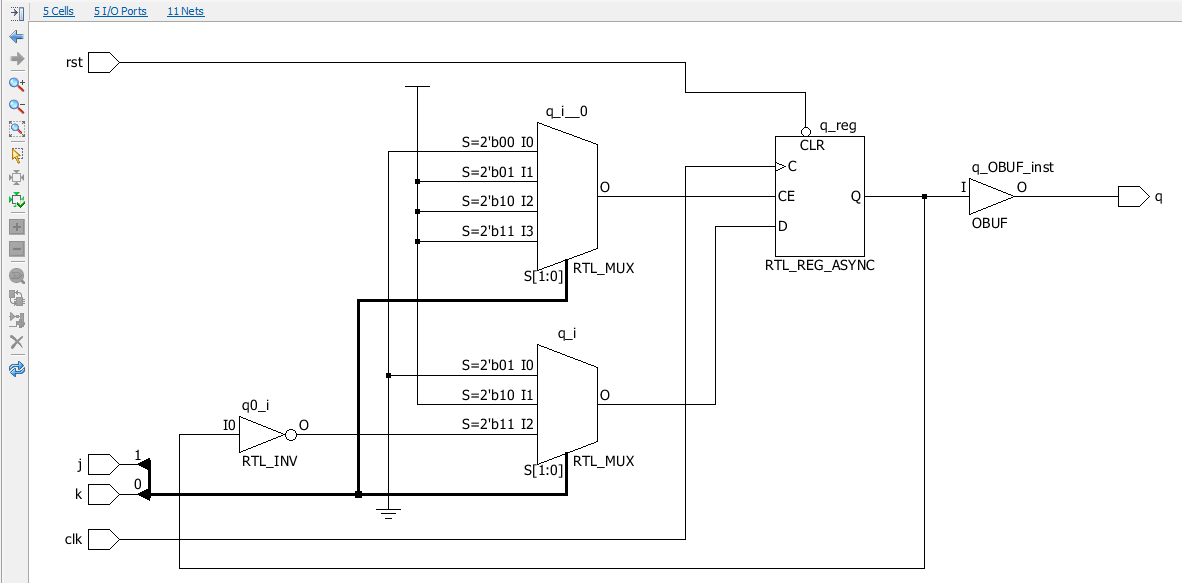 5 Cells 5 I/O Ports 11 Nets
rst
q_i__0
S=2'b00 I0
S=2'b01 I1
S=2'b10 I2
S=2'b11 I3
O
S[1:0]
RTL_MUX
q_reg
CLR
C
CE
D
Q
RTL_REG_ASYNC
q_OBUF_inst
I
O
OBUF
q
q_i
S=2'b01 I0
S=2'b10 I1
S=2'b11 I2
O
S[1:0]
RTL_MUX
q0_i
I0
O
RTL_INV
j
1
k
0
clk